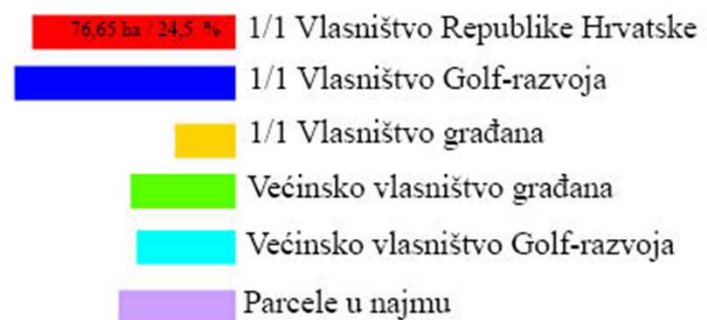 76,65 ha / 24,5 % 1/1 Vlasništvo Republike Hrvatske
1/1 Vlasništvo Golf-razvoja
1/1 Vlasništvo građana
Većinsko vlasništvo građana
Većinsko vlasništvo Golf-razvoja
Parcele u najmu